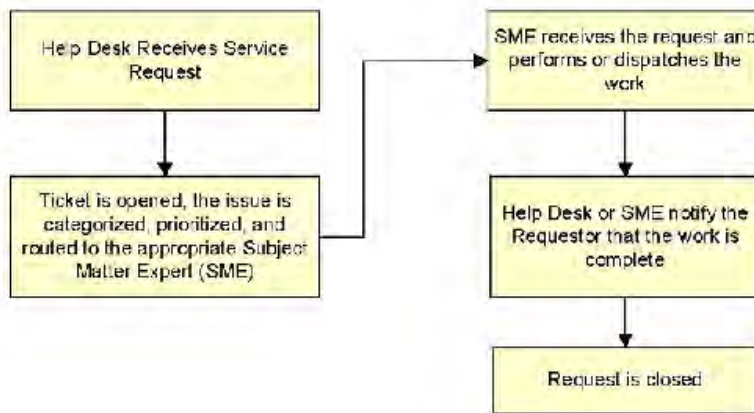 Help Desk Receives Service
Request
Ticket is opened, the issue is
categorized, prioritized, and
routed to the appropriate Subject
Matter Expert (SME)
SME receives the request and
performs or dispatches the
work
Help Desk or SME notify the
Requestor that the work is
complete
Request is closed